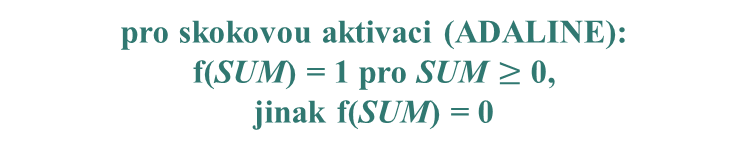 pro skokovou aktivaci (ADALINE):
f(SUM) = 1 pro SUM ≥ 0,
jinak f(SUM) = 0